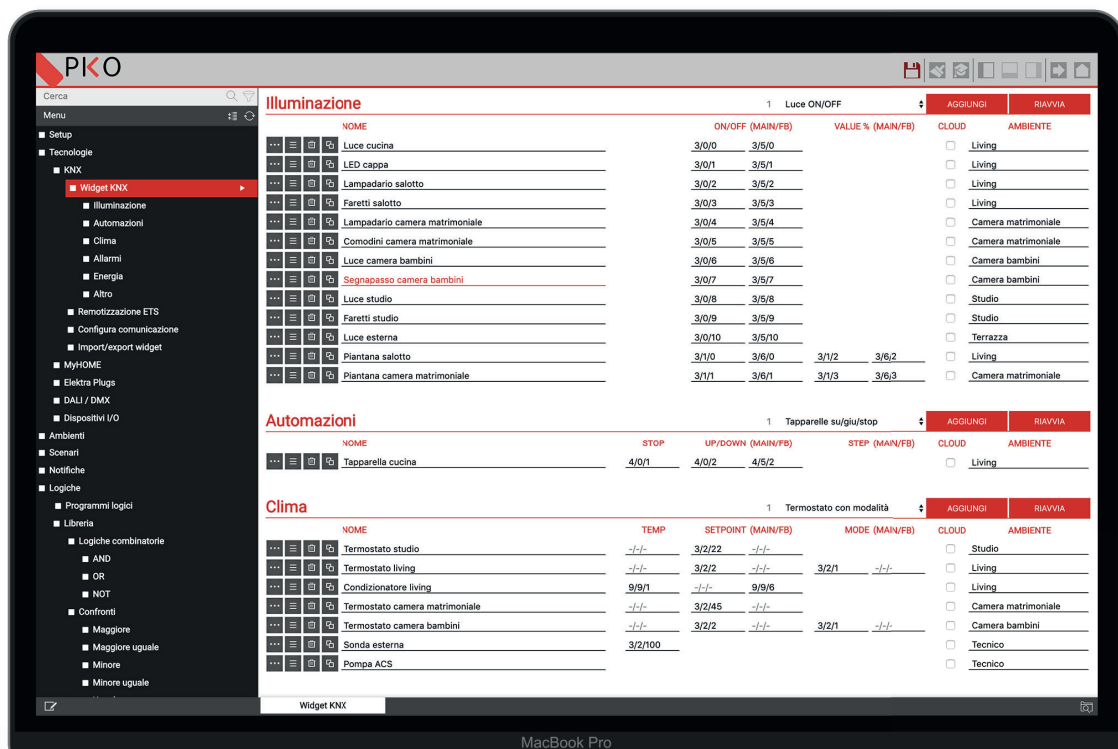 PIKO
Cerca
Menu
Setup
Tecnologie
KNX
Widget KNX
Illuminazione
Automazioni
Clima
Allarmi
Energia
Altro
Remotizzazione ETS
Configura comunicazione
Import/export widget
MyHOME
Elektra Plugs
DALI / DMX
Dispositivi I/O
Ambienti
Scenari
Notifiche
Logiche
Programmi logici
Libreria
Logiche combinatorie
AND
OR
NOT
Confronti
Maggiore
Maggiore uguale
Minore
Minore uguale
Illuminazione 1 Luce ON/OFF AGGIUNGI RIAVVIA
NOME ON/OFF (MAIN/FB) VALUE % (MAIN/FB) CLOUD AMBIENTE
Luce cucina 3/0/0 3/5/0 Living
LED cappa 3/0/1 3/5/1 Living
Lampadario salotto 3/0/2 3/5/2 Living
Faretti salotto 3/0/3 3/5/3 Living
Lampadario camera matrimoniale 3/0/4 3/5/4 Camera matrimoniale
Comodini camera matrimoniale 3/0/5 3/5/5 Camera matrimoniale
Luce camera bambini 3/0/6 3/5/6 Camera bambini
Segnapasso camera bambini 3/0/7 3/5/7 Camera bambini
Luce studio 3/0/8 3/5/8 Studio
Faretti studio 3/0/9 3/5/9 Studio
Luce esterna 3/0/10 3/5/10 Terrazza
Piantana salotto 3/1/0 3/6/0 3/1/2 3/6/2 Living
Piantana camera matrimoniale 3/1/1 3/6/1 3/1/3 3/6/3 Camera matrimoniale
Automazioni 1 Tapparelle su/giu/stop AGGIUNGI RIAVVIA
NOME STOP UP/DOWN (MAIN/FB) STEP (MAIN/FB) CLOUD AMBIENTE
Tapparella cucina 4/0/1 4/0/2 4/5/2 Living
Clima 1 Termostato con modalità AGGIUNGI RIAVVIA
NOME TEMP SETPOINT (MAIN/FB) MODE (MAIN/FB) CLOUD AMBIENTE
Termostato studio -/-/- 3/2/22 -/-/- Studio
Termostato living -/-/- 3/2/2 -/-/- 3/2/1 -/-/- Living
Condizionatore living 9/9/1 -/-/- 9/9/6 Living
Termostato camera matrimoniale -/-/- 3/2/45 -/-/- Camera matrimoniale
Termostato camera bambini -/-/- 3/2/2 -/-/- 3/2/1 -/-/- Camera bambini
Sonda esterna 3/2/100 Tecnico
Pompa ACS Tecnico
Widget KNX
MacBook Pro